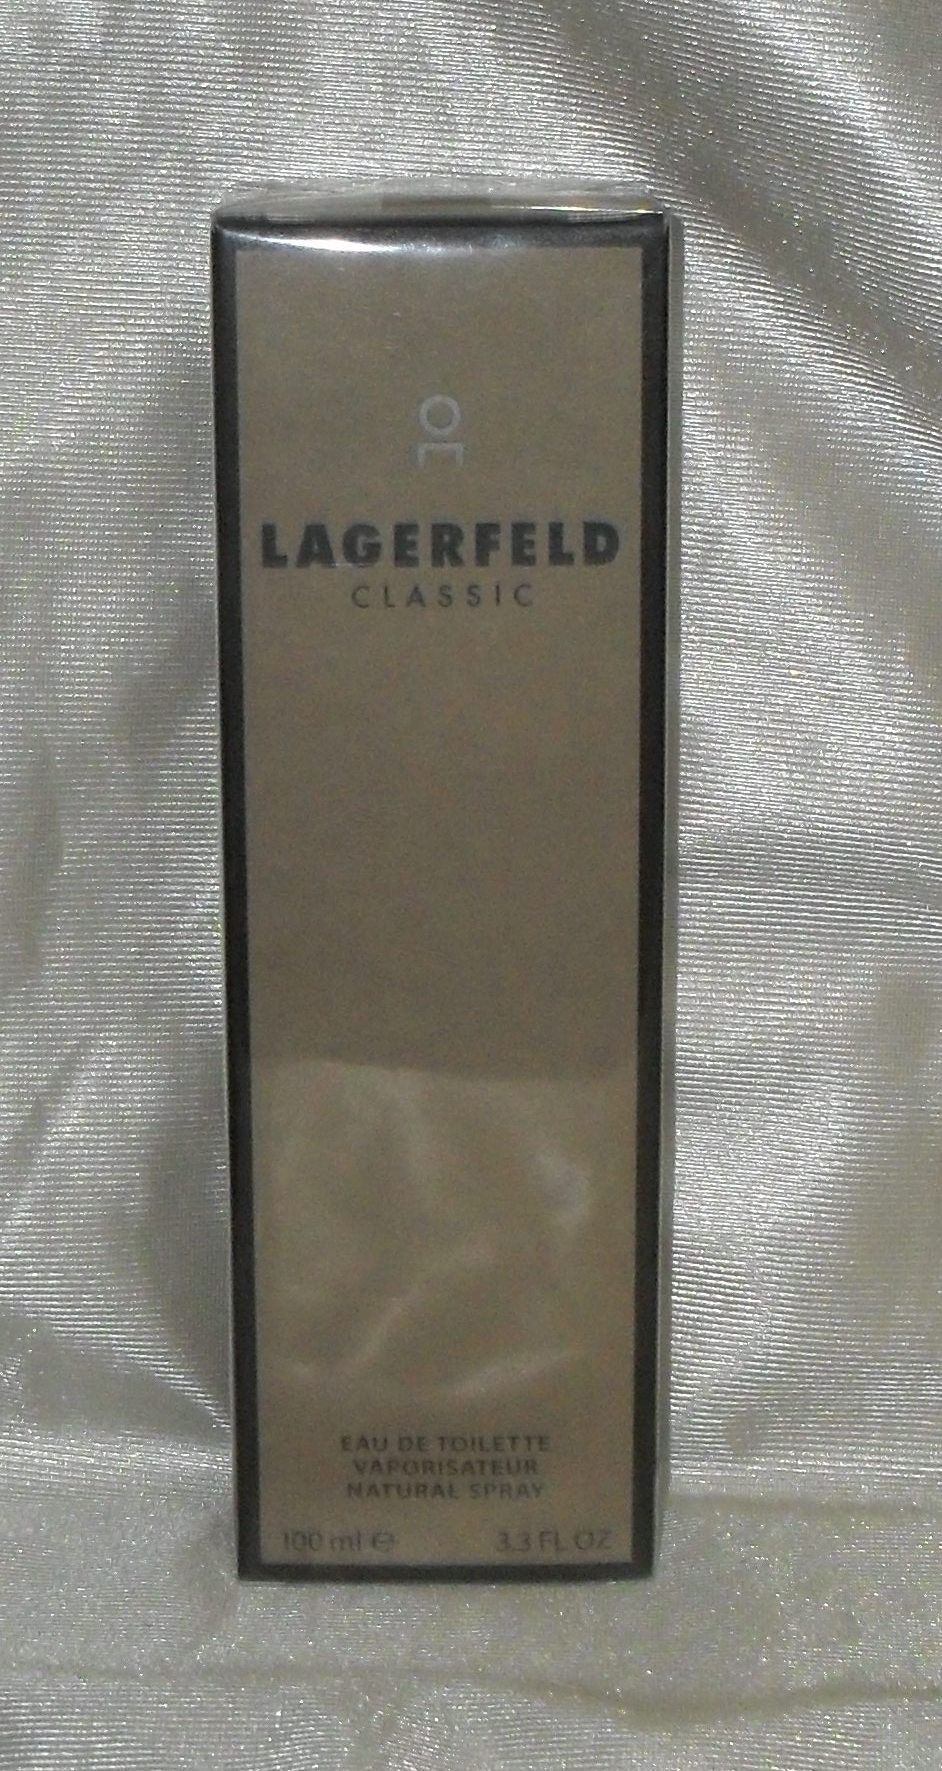 LAGERFELD
CLASSIC
EAU DE TOILETTE
VAPORISATEUR
NATURAL SPRAY
100 ml ℮ 3.3 FL OZ